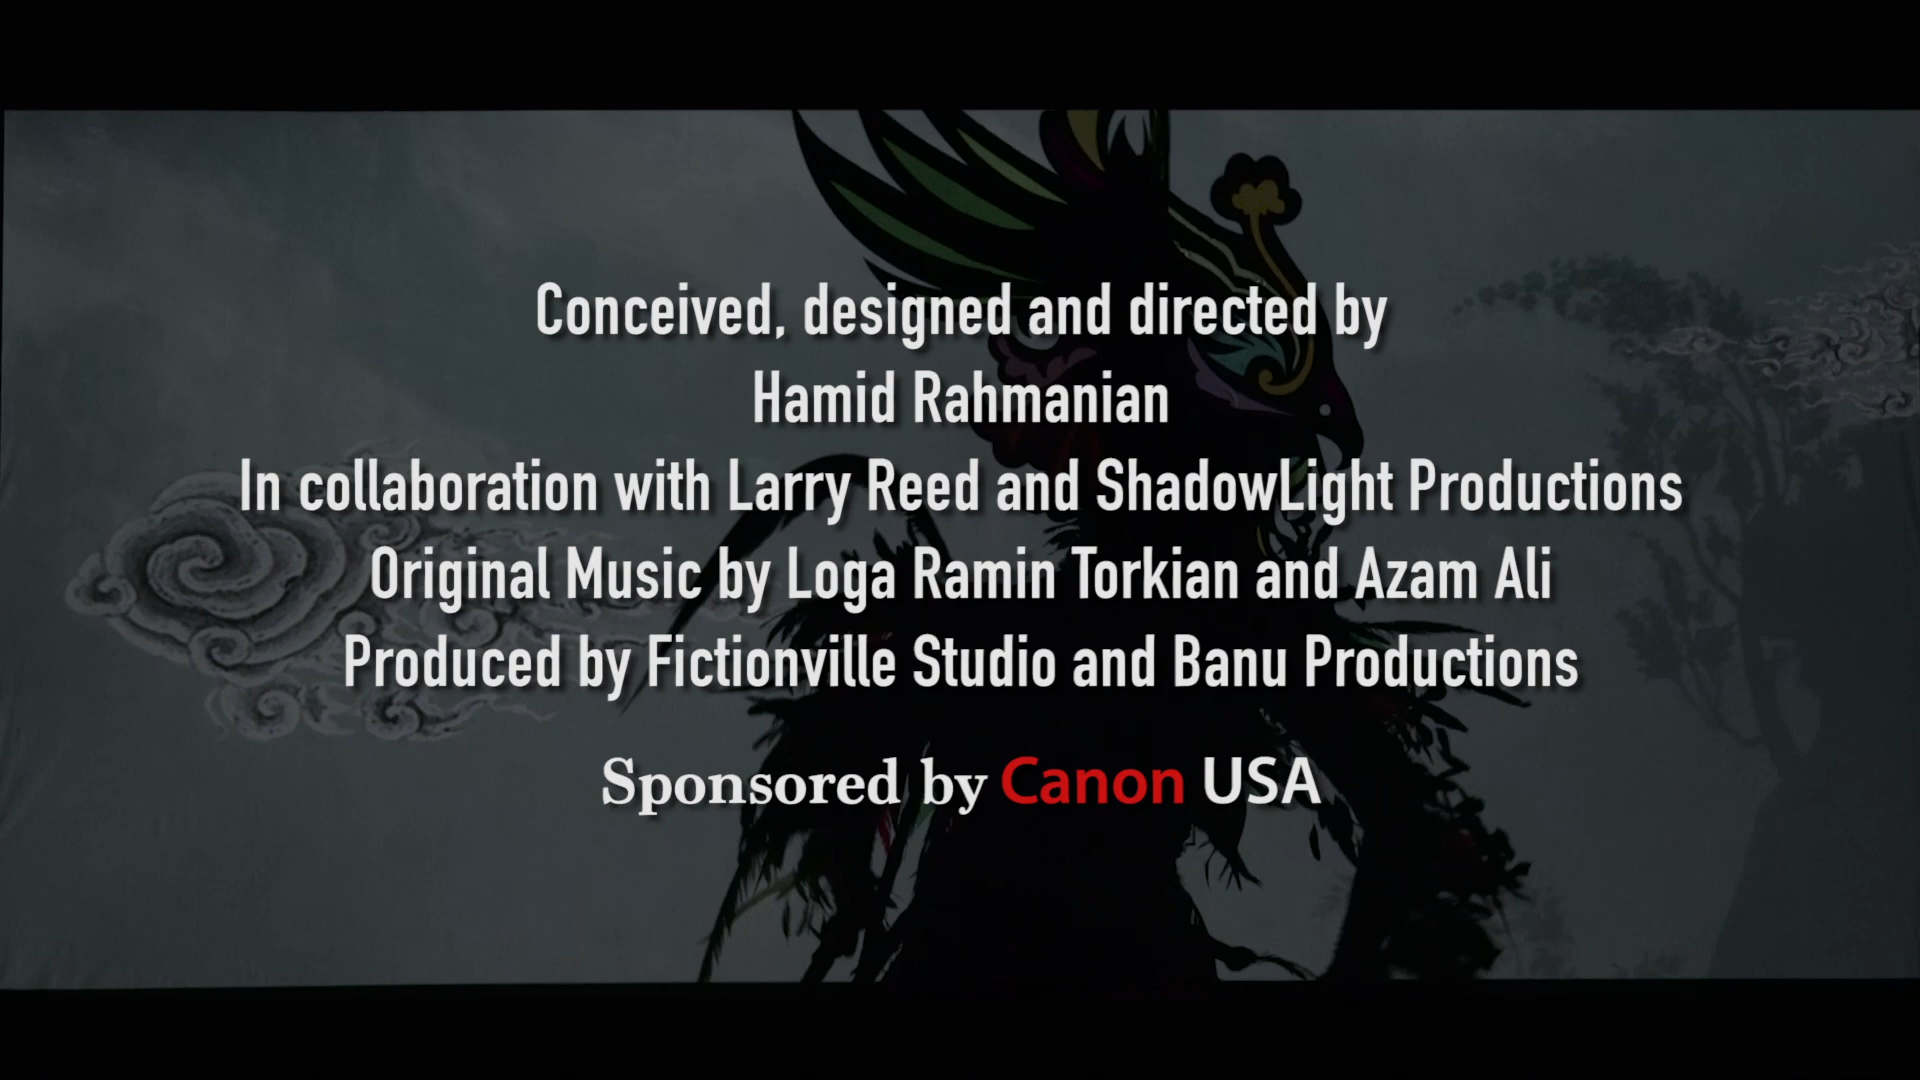 Conceived, designed and directed by
Hamid Rahmanian
In collaboration with Larry Reed and ShadowLight Productions
Original Music by Loga Ramin Torkian and Azam Ali
Produced by Fictionville Studio and Banu Productions
Sponsored by Canon USA